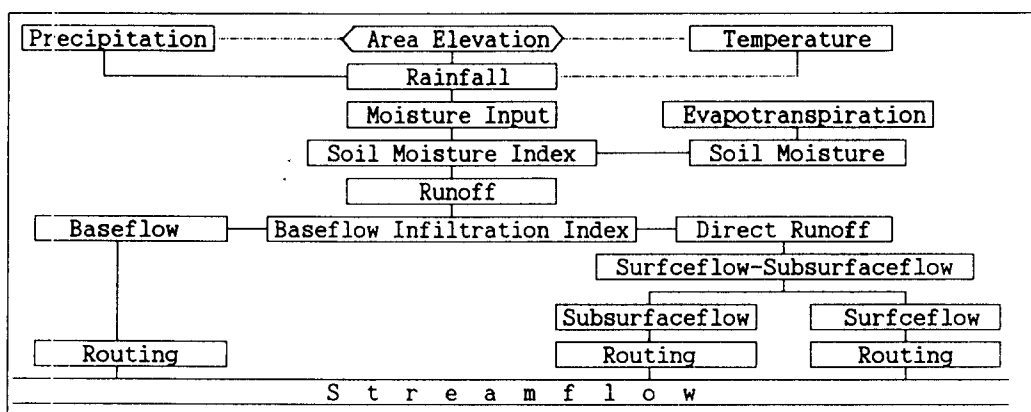 Precipitation Area Elevation Temperature
Rainfall
Moisture Input Evapotranspiration
Soil Moisture Index Soil Moisture
Runoff
Baseflow Baseflow Infiltration Index Direct Runoff
Surfceflow-Subsurfaceflow
Subsurfaceflow Surfceflow
Routing Routing Routing
S t r e a m f l o w